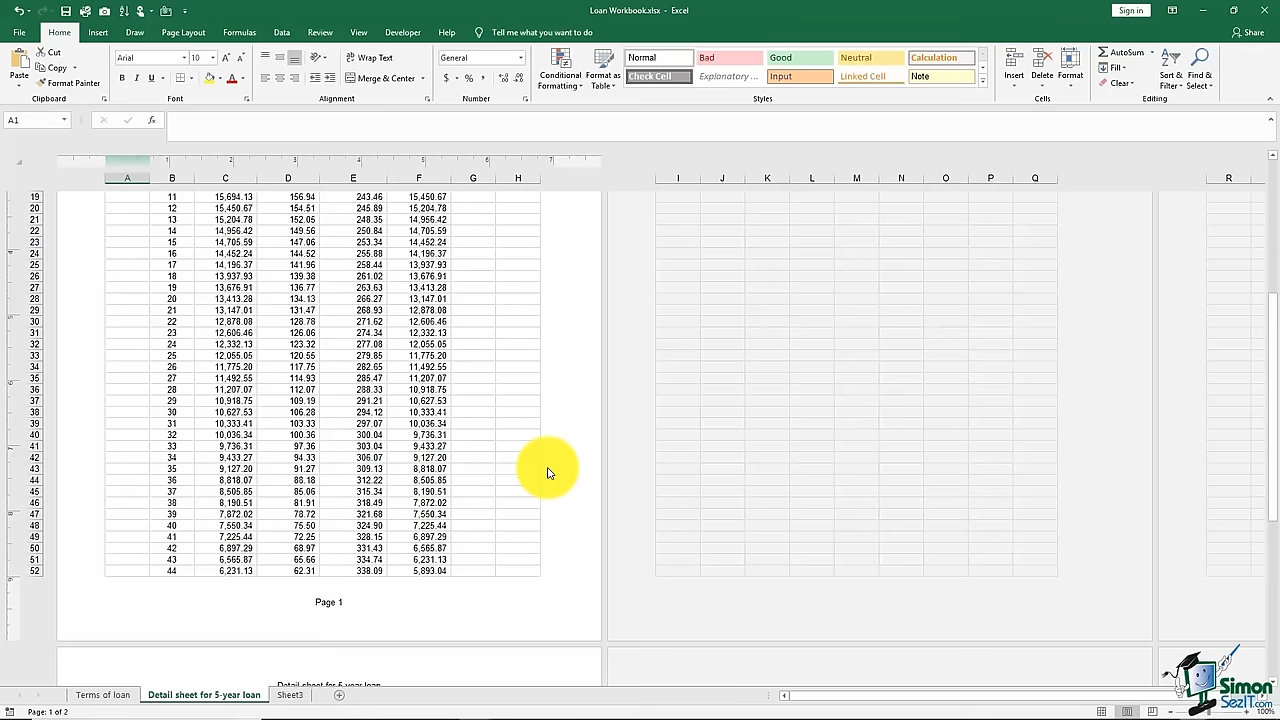 Loan Workbook.xlsx - Excel
Sign in
File Home Insert Draw Page Layout Formulas Data Review View Developer Help Tell me what you want to do Share
Paste
Cut
Copy
Format Painter
Clipboard
Arial 10
B I U
Font
Wrap Text
Merge & Center
Alignment
General
$ % ,
Number
Conditional Formatting
Format as Table
Normal Bad Good Neutral Calculation
Check Cell Explanatory ... Input Linked Cell Note
Styles
Insert Delete Format
Cells
AutoSum
Fill
Clear
Sort & Filter
Find & Select
Editing
A1 fx
1 2 3 4 5 6 7
A B C D E F G H I J K L M N O P Q R
19 11 15,694.13 156.94 243.46 15,450.67
20 12 15,450.67 154.51 245.89 15,204.78
21 13 15,204.78 152.05 248.35 14,956.42
22 14 14,956.42 149.56 250.84 14,705.59
23 15 14,705.59 147.06 253.34 14,452.24
24 16 14,452.24 144.52 255.88 14,196.37
25 17 14,196.37 141.96 258.44 13,937.93
26 18 13,937.93 139.38 261.02 13,676.91
27 19 13,676.91 136.77 263.63 13,413.28
28 20 13,413.28 134.13 266.27 13,147.01
29 21 13,147.01 131.47 268.93 12,878.08
30 22 12,878.08 128.78 271.62 12,606.46
31 23 12,606.46 126.06 274.34 12,332.13
32 24 12,332.13 123.32 277.08 12,055.05
33 25 12,055.05 120.55 279.85 11,775.20
34 26 11,775.20 117.75 282.65 11,492.55
35 27 11,492.55 114.93 285.47 11,207.07
36 28 11,207.07 112.07 288.33 10,918.75
37 29 10,918.75 109.19 291.21 10,627.53
38 30 10,627.53 106.28 294.12 10,333.41
39 31 10,333.41 103.33 297.07 10,036.34
40 32 10,036.34 100.36 300.04 9,736.31
41 33 9,736.31 97.36 303.04 9,433.27
42 34 9,433.27 94.33 306.07 9,127.20
43 35 9,127.20 91.27 309.13 8,818.07
44 36 8,818.07 88.18 312.22 8,505.85
45 37 8,505.85 85.06 315.34 8,190.51
46 38 8,190.51 81.91 318.49 7,872.02
47 39 7,872.02 78.72 321.68 7,550.34
48 40 7,550.34 75.50 324.90 7,225.44
49 41 7,225.44 72.25 328.15 6,897.29
50 42 6,897.29 68.97 331.43 6,565.87
51 43 6,565.87 65.66 334.74 6,231.13
52 44 6,231.13 62.31 338.09 5,893.04
Page 1
Detail sheet for 5-year loan
Terms of loan Detail sheet for 5-year loan Sheet3
Simon
SezIT.com
Page: 1 of 2
100%